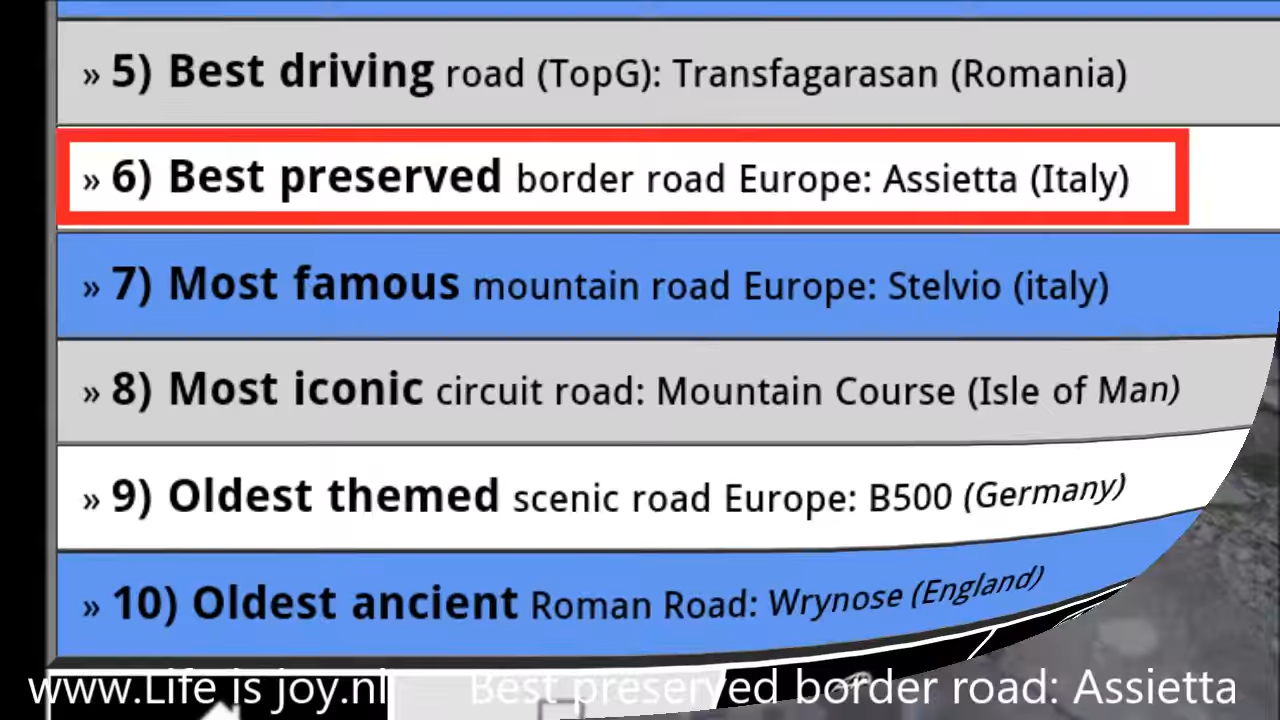 » 5) Best driving road (TopG): Transfagarasan (Romania)
» 6) Best preserved border road Europe: Assietta (Italy)
» 7) Most famous mountain road Europe: Stelvio (italy)
» 8) Most iconic circuit road: Mountain Course (Isle of Man)
» 9) Oldest themed scenic road Europe: B500 (Germany)
» 10) Oldest ancient Roman Road: Wrynose (England)
www.Life is joy.nl
Best preserved border road: Assietta